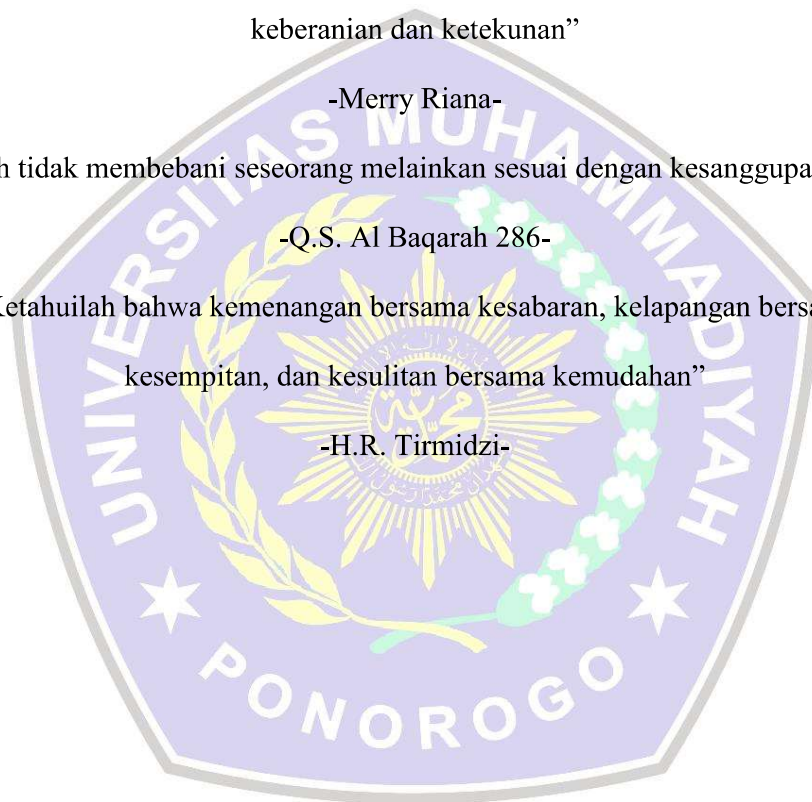 keberanian dan ketekunan”
-Merry Riana-
h tidak membebani seseorang melainkan sesuai dengan kesanggupa
-Q.S. Al Baqarah 286-
Ketahuilah bahwa kemenangan bersama kesabaran, kelapangan bersa
kesempitan, dan kesulitan bersama kemudahan”
-H.R. Tirmidzi-
UNIVERSITAS MUHAMMADIYAH
PONOROGO